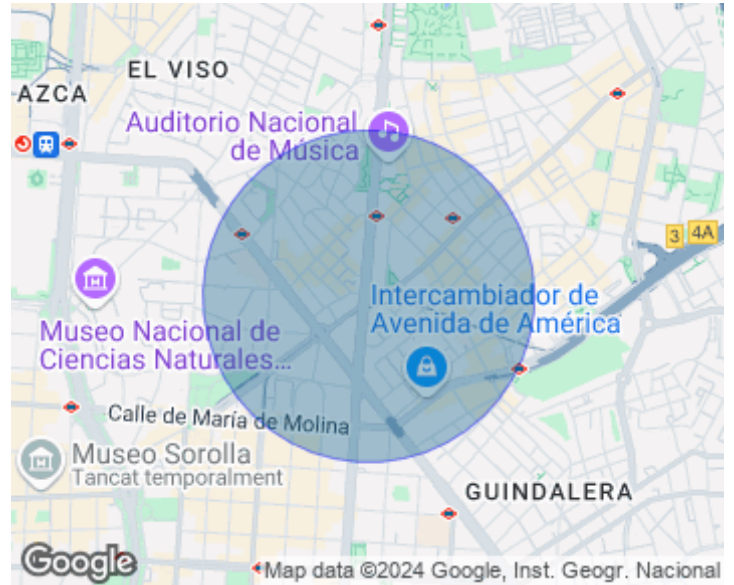 EL VISO
AZCA
Auditorio Nacional
de Música
3 4A
Intercambiador de
Avenida de América
Museo Nacional de
Ciencias Naturales...
Calle de María de Molina
Museo Sorolla
Tancat temporalment
GUINDALERA
Google
Map data ©2024 Google, Inst. Geogr. Nacional